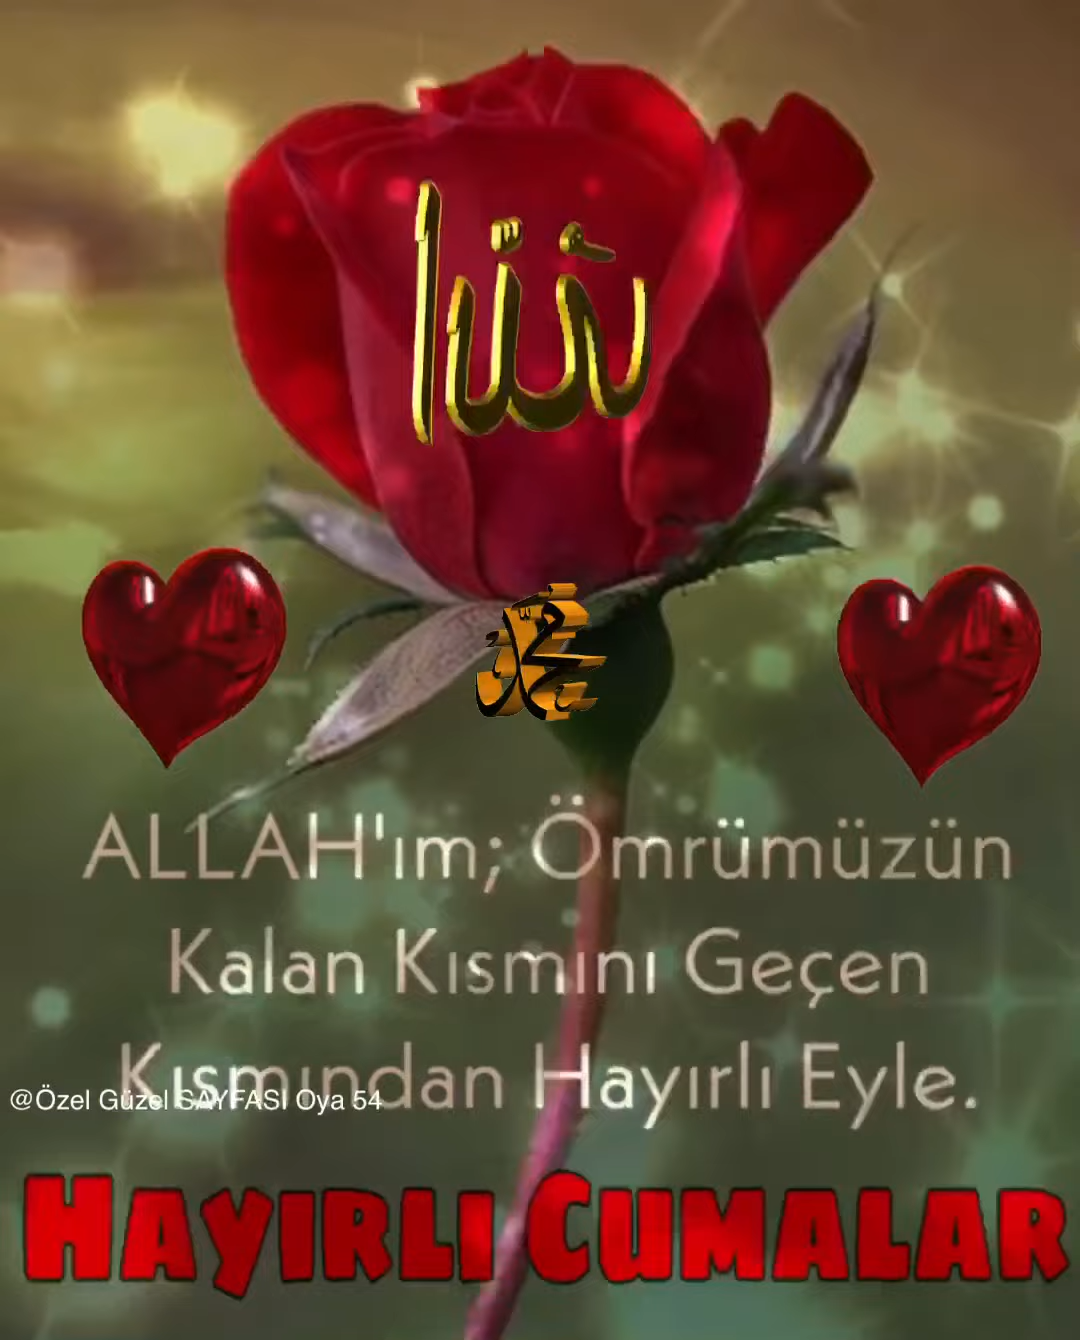 الله
محمد
ALLAH'ım; Ömrümüzün
Kalan Kısmını Geçen
Kısmından Hayırlı Eyle.
@Özel Güzel SAYFASI Oya 54
HAYIRLI CUMALAR